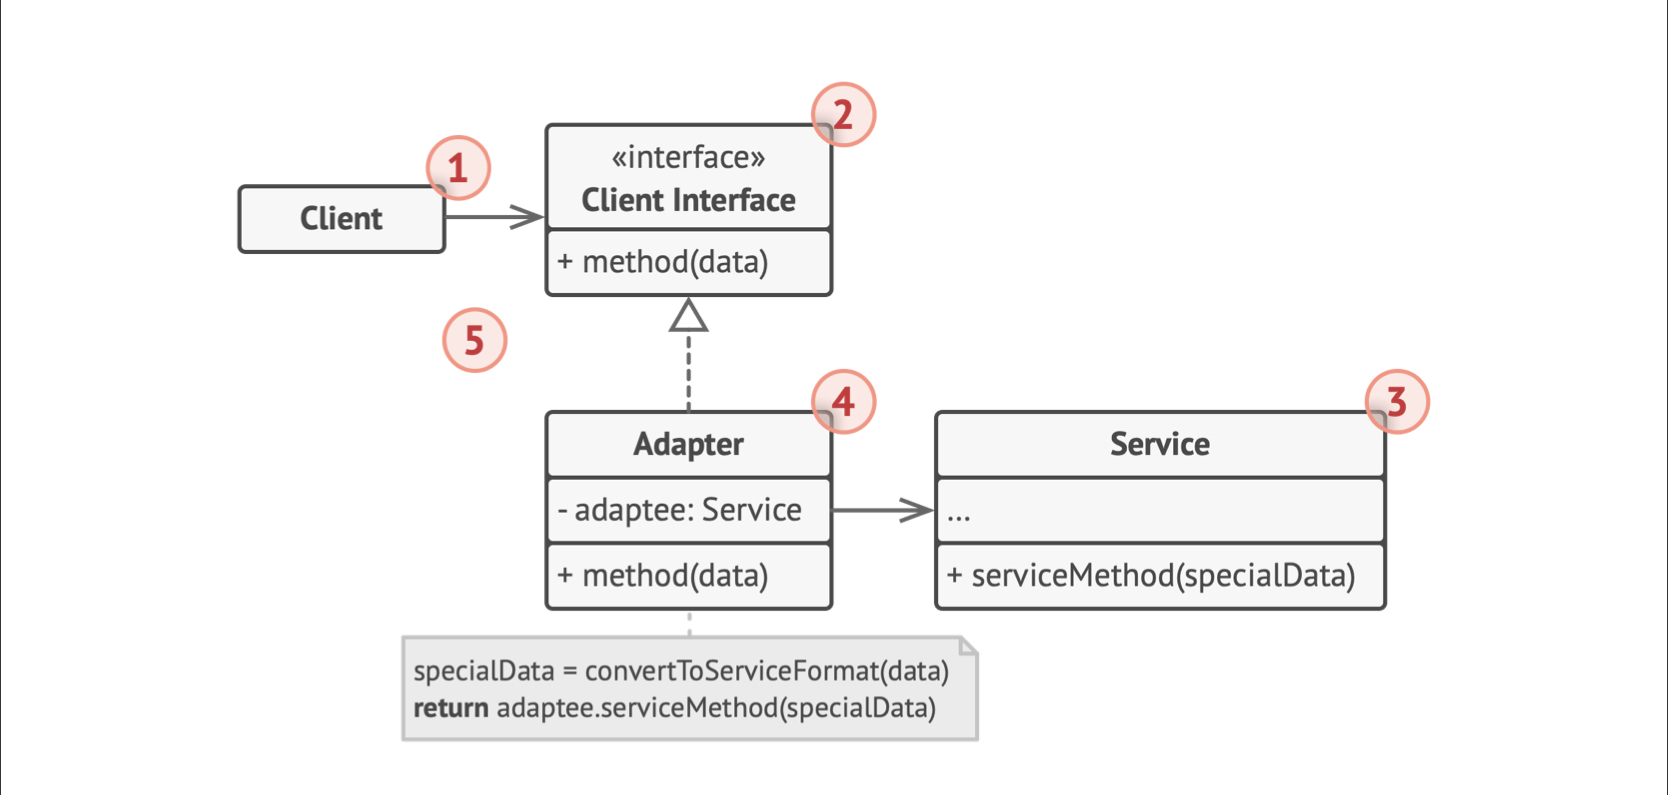 1
Client
2
«interface»
Client Interface
+ method(data)
5
4
Adapter
- adaptee: Service
+ method(data)
3
Service
...
+ serviceMethod(specialData)
specialData = convertToServiceFormat(data)
return adaptee.serviceMethod(specialData)